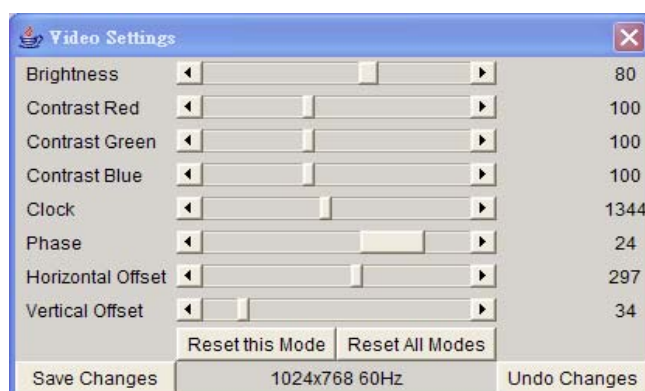 Video Settings
Brightness 80
Contrast Red 100
Contrast Green 100
Contrast Blue 100
Clock 1344
Phase 24
Horizontal Offset 297
Vertical Offset 34
Reset this Mode Reset All Modes
Save Changes 1024x768 60Hz Undo Changes